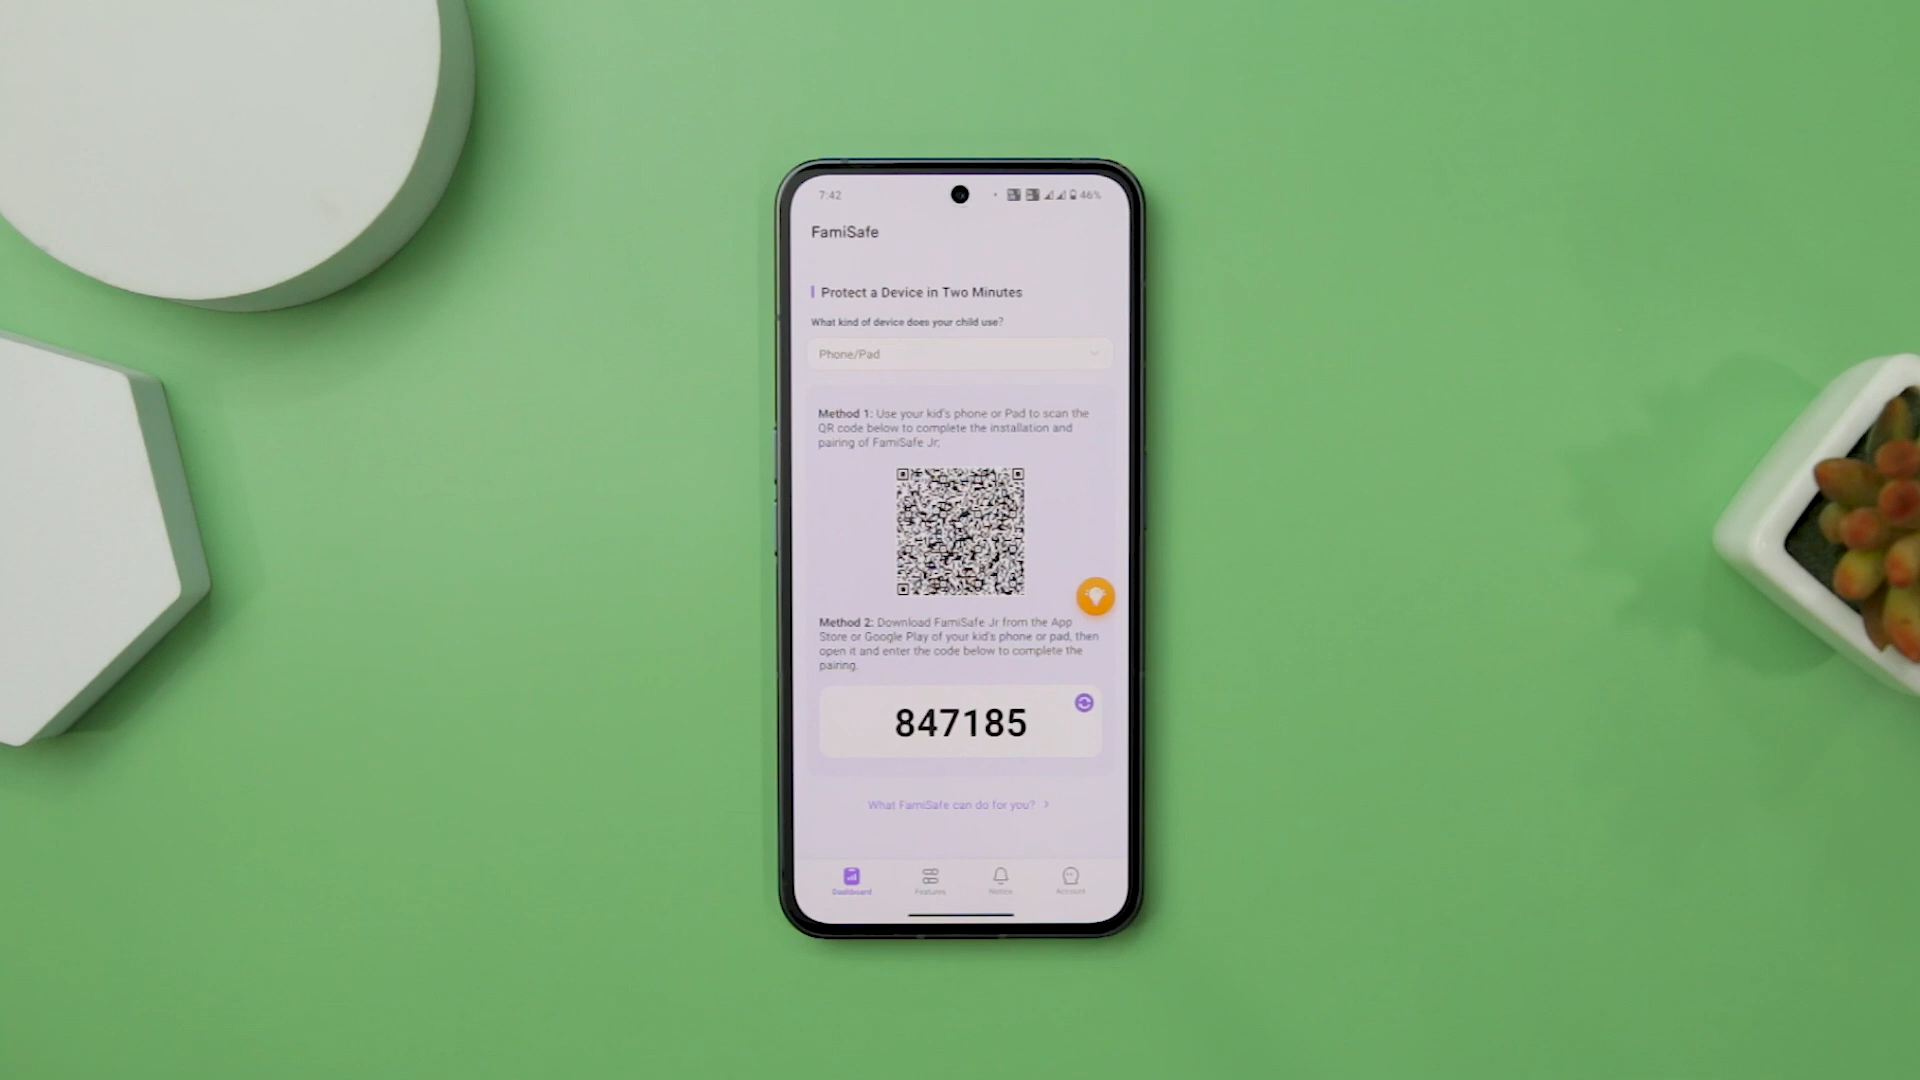 7:42
46%
FamiSafe
Protect a Device in Two Minutes
What kind of device does your child use?
Phone/Pad
Method 1: Use your kid's phone or Pad to scan the
QR code below to complete the installation and
pairing of FamiSafe Jr;
Method 2: Download FamiSafe Jr from the App
Store or Google Play of your kid's phone or pad, then
open it and enter the code below to complete the
pairing.
847185
What FamiSafe can do for you? >
Dashboard
Features
Notice
Account